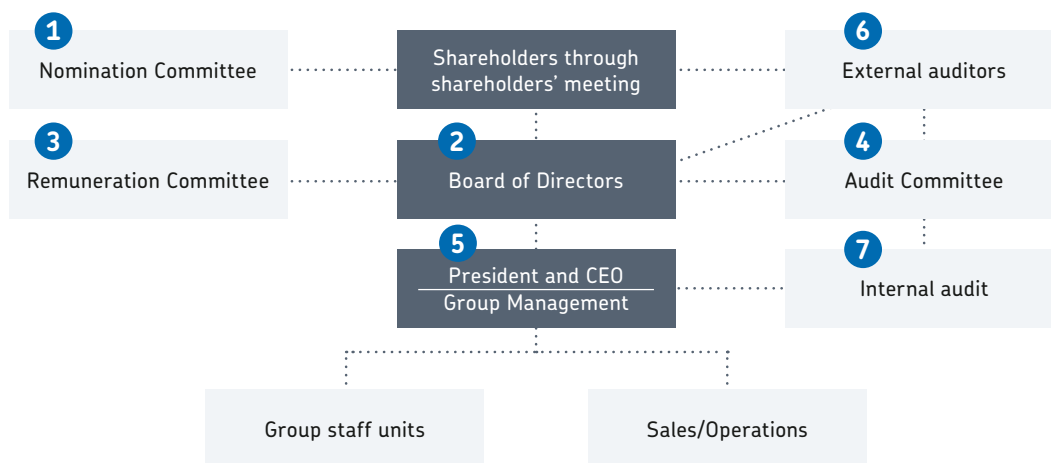 1
Nomination Committee
Shareholders through
shareholders’ meeting
6
External auditors
3
Remuneration Committee
2
Board of Directors
4
Audit Committee
5
President and CEO
Group Management
7
Internal audit
Group staff units
Sales/Operations